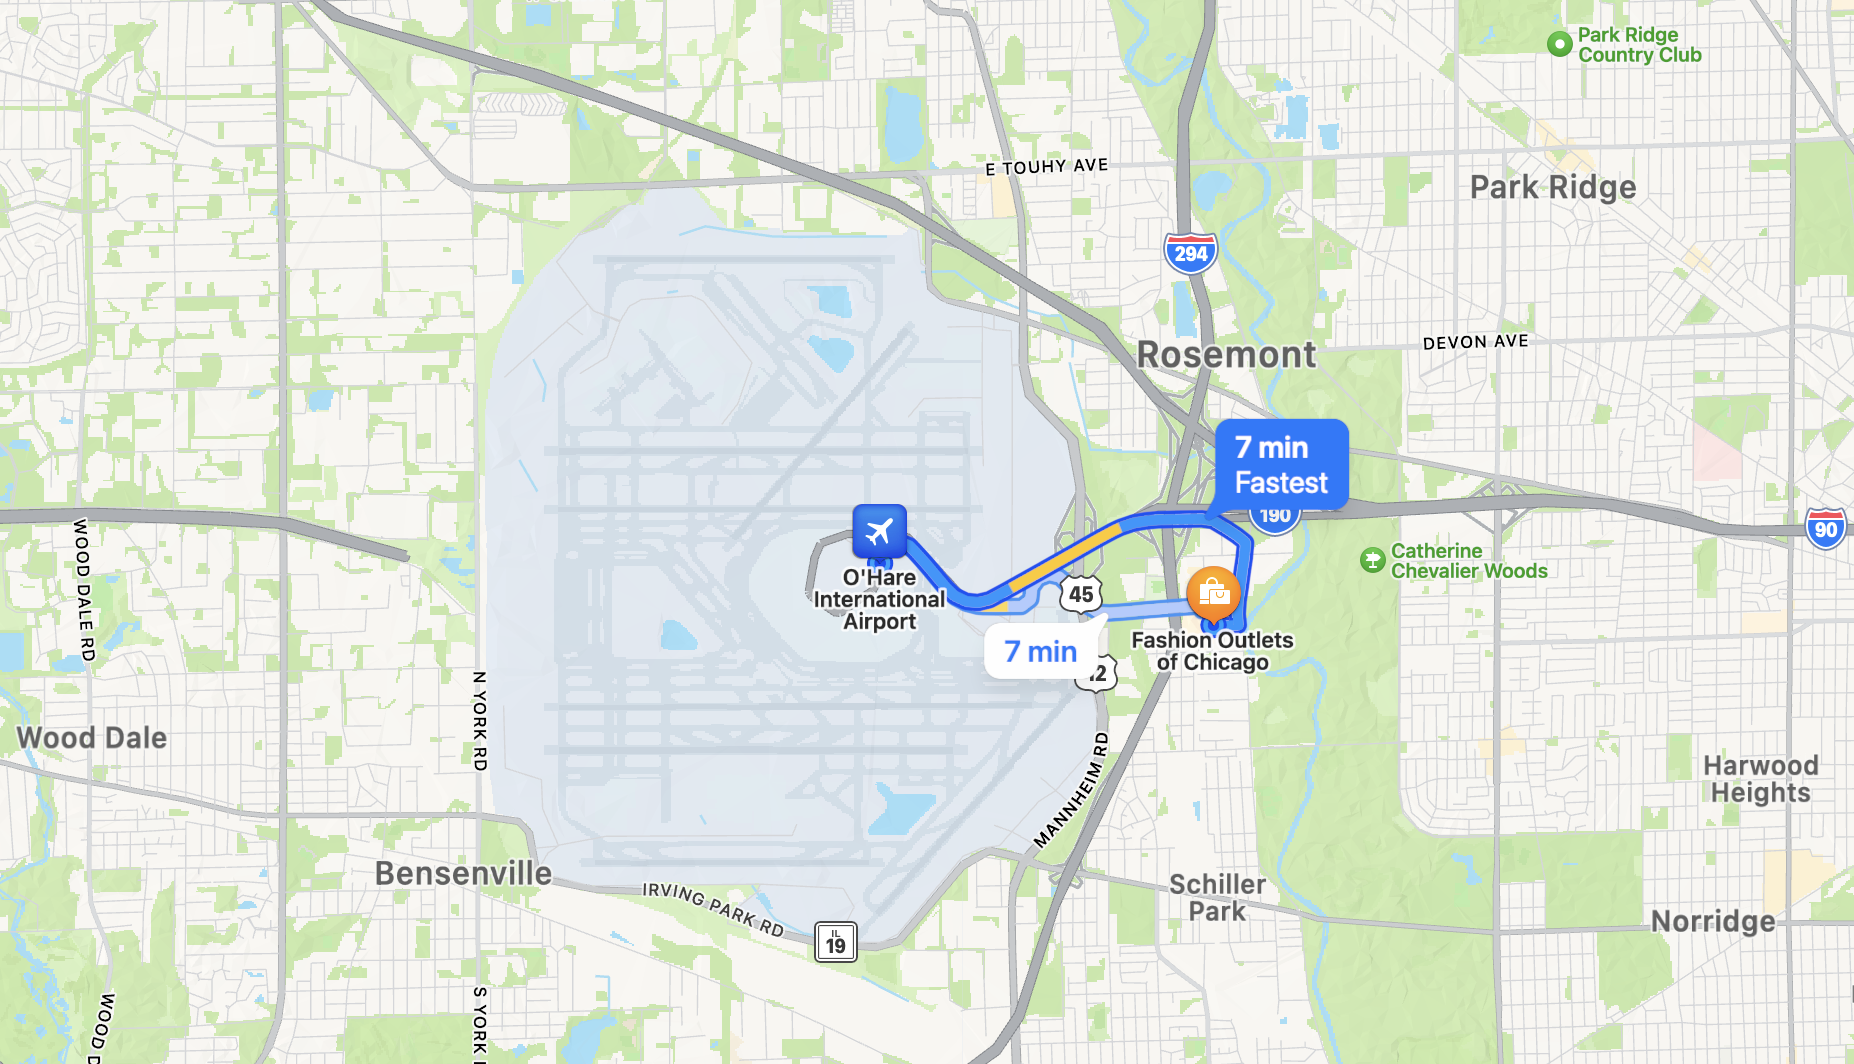 Park Ridge
Country Club
E TOUHY AVE
Park Ridge
294
DEVON AVE
Rosemont
7 min
Fastest
190
90
WOOD DALE RD
Catherine
Chevalier Woods
O'Hare
International
Airport
45
7 min
Fashion Outlets
of Chicago
12
N YORK RD
Wood Dale
MANNHEIM RD
Harwood
Heights
Bensenville
IRVING PARK RD
IL
19
Schiller
Park
Norridge
WOOD D
S YORK